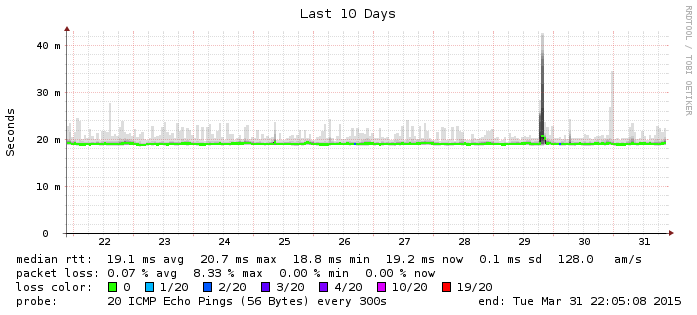 Last 10 Days
RRDTOOL / TOBI OETIKER
Seconds
40 m
30 m
20 m
10 m
0
22 23 24 25 26 27 28 29 30 31
median rtt: 19.1 ms avg 20.7 ms max 18.8 ms min 19.2 ms now 0.1 ms sd 128.0 am/s
packet loss: 0.07 % avg 8.33 % max 0.00 % min 0.00 % now
loss color: 0 1/20 2/20 3/20 4/20 10/20 19/20
probe: 20 ICMP Echo Pings (56 Bytes) every 300s end: Tue Mar 31 22:05:08 2015